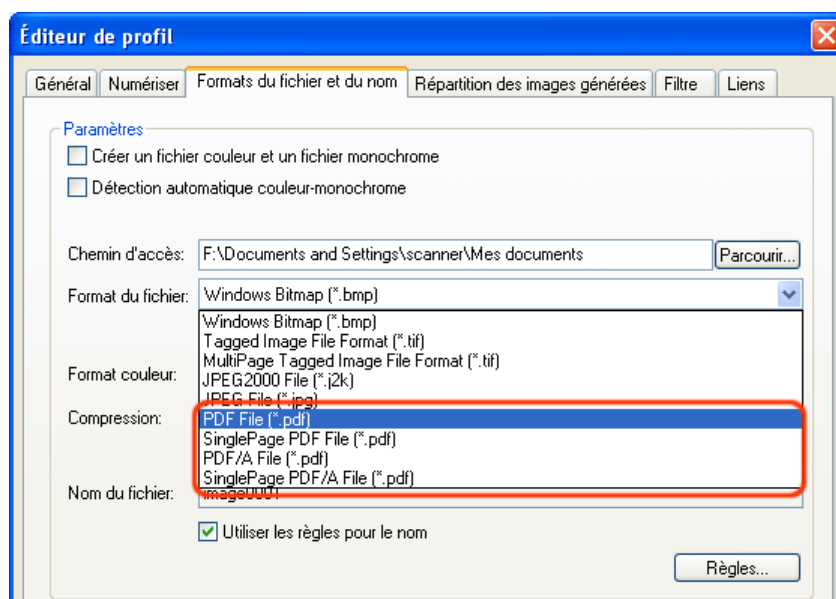 Éditeur de profil
Général Numériser Formats du fichier et du nom Répartition des images générées Filtre Liens
Paramètres
Créer un fichier couleur et un fichier monochrome
Détection automatique couleur-monochrome
Chemin d'accès: F:\Documents and Settings\scanner\Mes documents Parcourir...
Format du fichier: Windows Bitmap (*.bmp)
Windows Bitmap (*.bmp)
Tagged Image File Format (*.tif)
MultiPage Tagged Image File Format (*.tif)
Format couleur: JPEG2000 File (*.j2k)
JPEG File (*.jpg)
Compression: PDF File (*.pdf)
SinglePage PDF File (*.pdf)
PDF/A File (*.pdf)
SinglePage PDF/A File (*.pdf)
Nom du fichier: image0001
Utiliser les règles pour le nom
Règles...